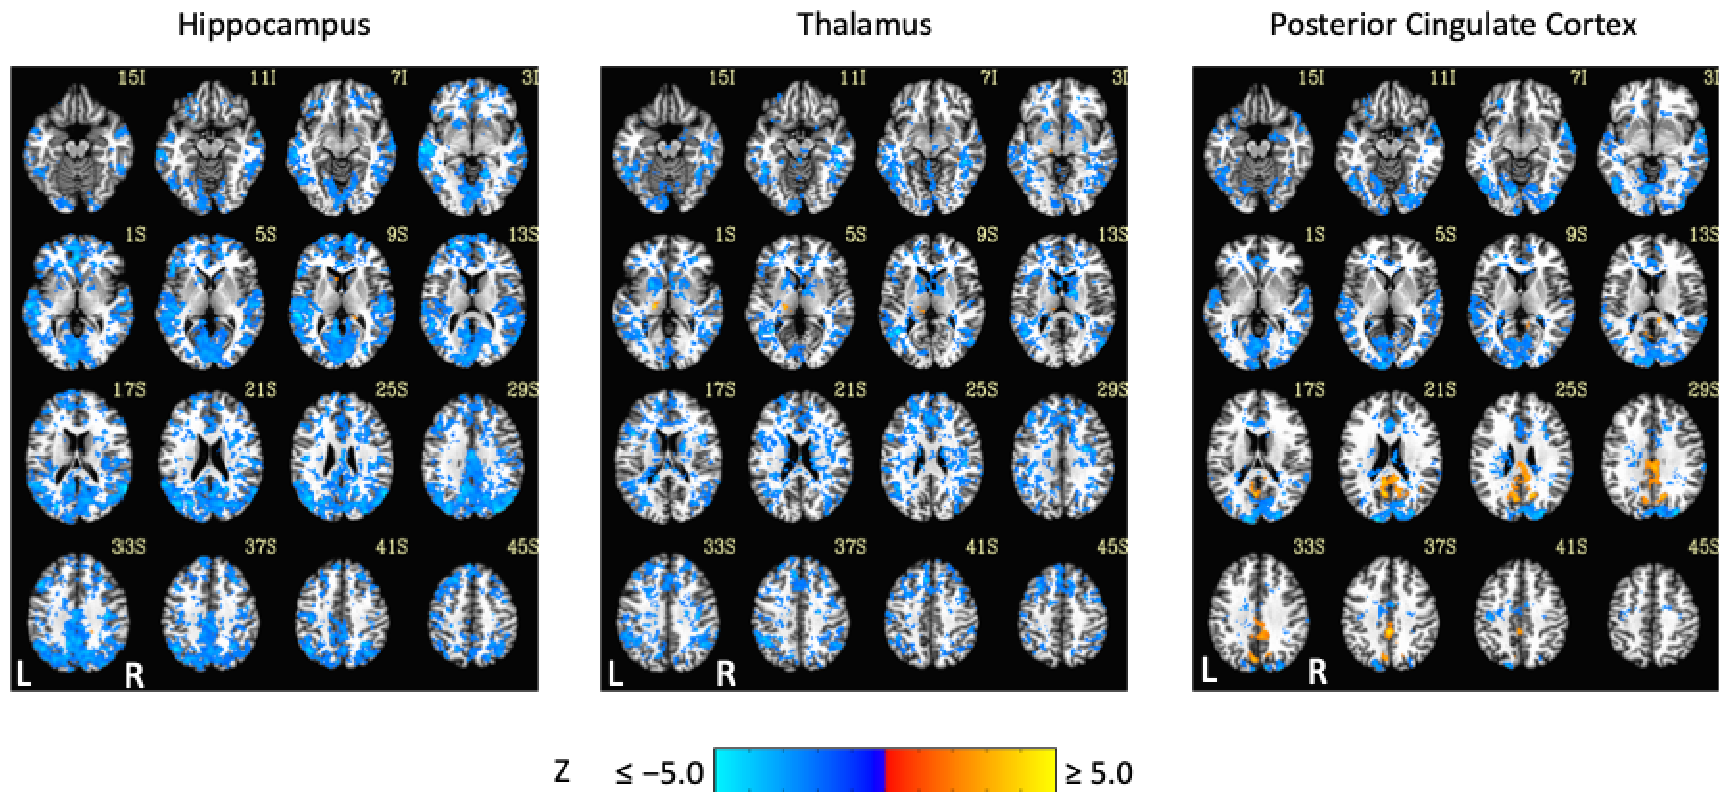 Hippocampus Thalamus Posterior Cingulate Cortex
15I 11I 7I 3I 15I 11I 7I 3I 15I 11I 7I 3I
1S 5S 9S 13S 1S 5S 9S 13S 1S 5S 9S 13S
17S 21S 25S 29S 17S 21S 25S 29S 17S 21S 25S 29S
33S 37S 41S 45S 33S 37S 41S 45S 33S 37S 41S 45S
L R L R L R
Z ≤ –5.0 ≥ 5.0